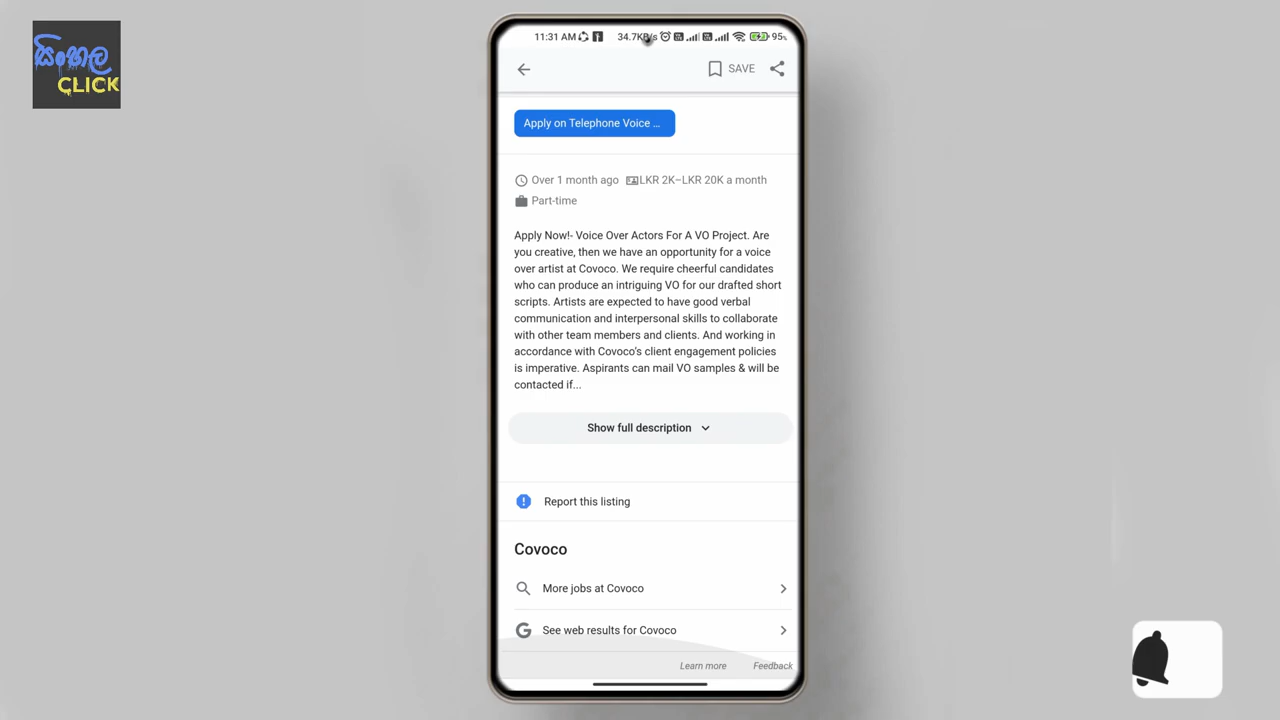 සිංහල
CLICK
11:31 AM 34.7KB/s 95%
SAVE
Apply on Telephone Voice ...
Over 1 month ago LKR 2K–LKR 20K a month
Part-time
Apply Now!- Voice Over Actors For A VO Project. Are
you creative, then we have an opportunity for a voice
over artist at Covoco. We require cheerful candidates
who can produce an intriguing VO for our drafted short
scripts. Artists are expected to have good verbal
communication and interpersonal skills to collaborate
with other team members and clients. And working in
accordance with Covoco’s client engagement policies
is imperative. Aspirants can mail VO samples & will be
contacted if...
Show full description
Report this listing
Covoco
More jobs at Covoco
See web results for Covoco
Learn more Feedback